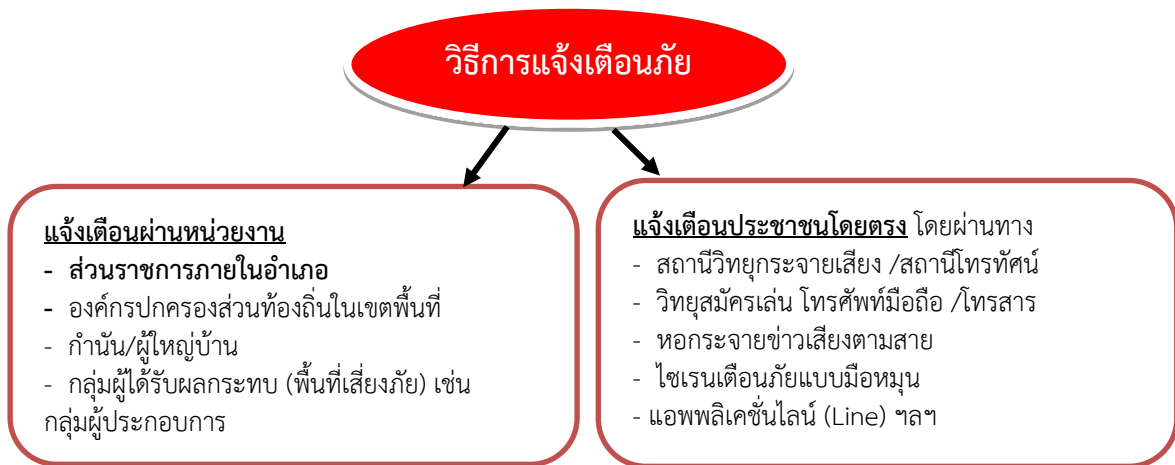 วิธีการแจ้งเตือนภัย
แจ้งเตือนผ่านหน่วยงาน
- ส่วนราชการภายในอำเภอ
- องค์กรปกครองส่วนท้องถิ่นในเขตพื้นที่
- กำนัน/ผู้ใหญ่บ้าน
- กลุ่มผู้ได้รับผลกระทบ (พื้นที่เสี่ยงภัย) เช่น
กลุ่มผู้ประกอบการ
แจ้งเตือนประชาชนโดยตรง โดยผ่านทาง
- สถานีวิทยุกระจายเสียง /สถานีโทรทัศน์
- วิทยุสมัครเล่น โทรศัพท์มือถือ /โทรสาร
- หอกระจายข่าวเสียงตามสาย
- ไซเรนเตือนภัยแบบมือหมุน
- แอพพลิเคชั่นไลน์ (Line) ฯลฯ